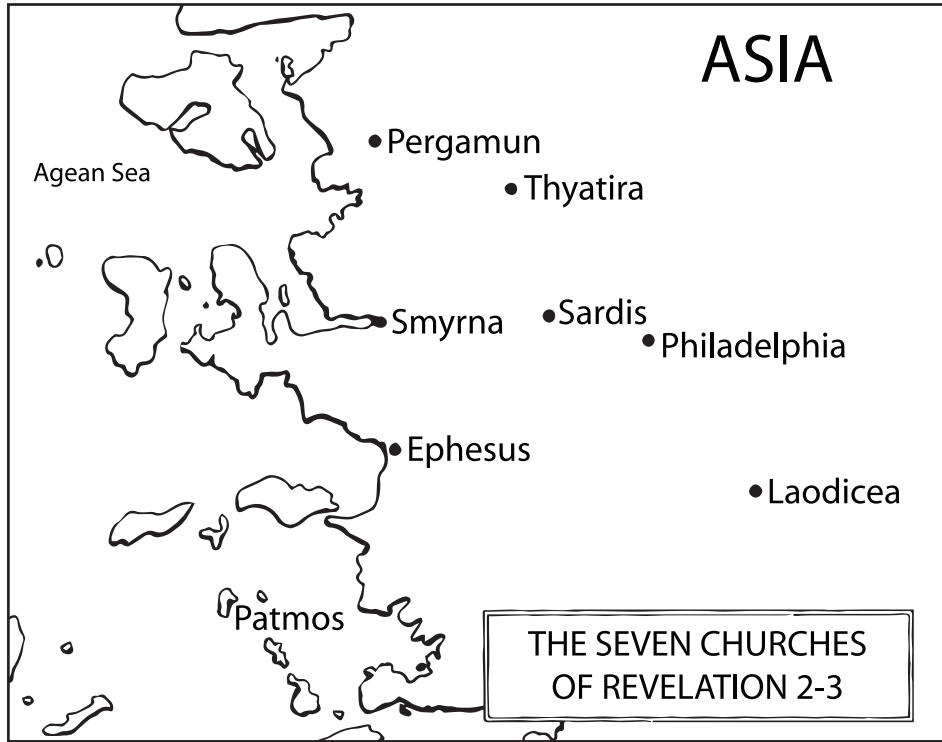 ASIA
Pergamun
Agean Sea
Thyatira
Smyrna
Sardis
Philadelphia
Ephesus
Laodicea
Patmos
THE SEVEN CHURCHES
OF REVELATION 2-3